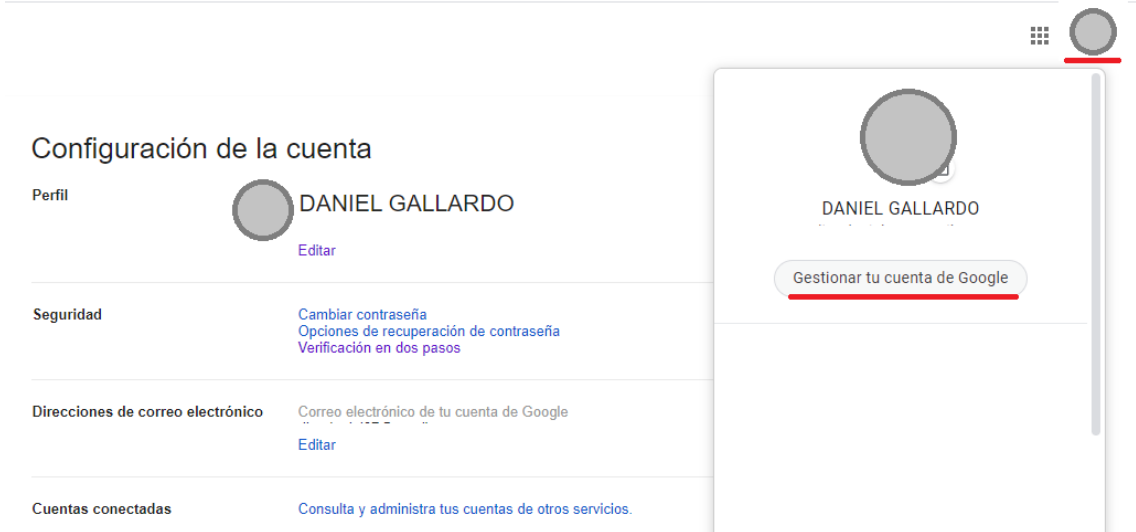 Configuración de la cuenta
Perfil
DANIEL GALLARDO
Editar
Seguridad
Cambiar contraseña
Opciones de recuperación de contraseña
Verificación en dos pasos
Direcciones de correo electrónico
Correo electrónico de tu cuenta de Google
Editar
Cuentas conectadas
Consulta y administra tus cuentas de otros servicios.
DANIEL GALLARDO
Gestionar tu cuenta de Google